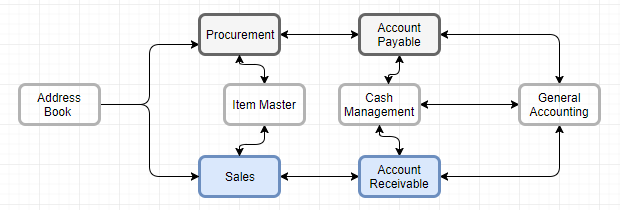 Procurement
Account
Payable
Address
Book
Item Master
Cash
Management
General
Accounting
Sales
Account
Receivable